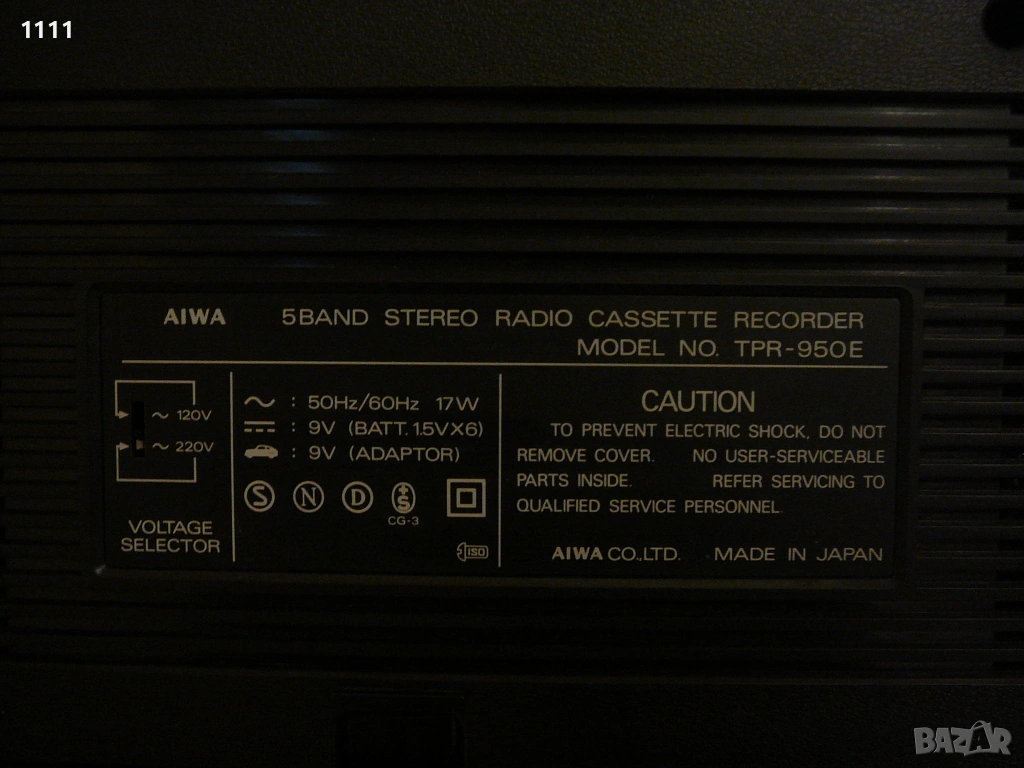 1111
AIWA 5 BAND STEREO RADIO CASSETTE RECORDER
MODEL NO. TPR-950E
~ 120V
~ 220V
VOLTAGE
SELECTOR
~ : 50Hz/60Hz 17W
: 9V (BATT. 1.5VX6)
: 9V (ADAPTOR)
S N D S
CG-3
ISO
CAUTION
TO PREVENT ELECTRIC SHOCK, DO NOT
REMOVE COVER. NO USER-SERVICEABLE
PARTS INSIDE. REFER SERVICING TO
QUALIFIED SERVICE PERSONNEL.
AIWA CO.,LTD. MADE IN JAPAN
BAZAR